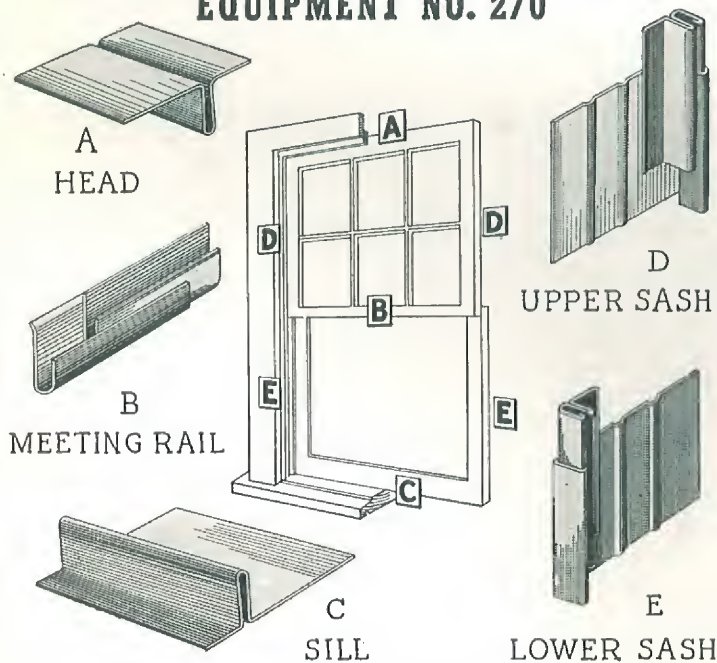 EQUIPMENT NO. 270
A
HEAD
B
MEETING RAIL
C
SILL
D
UPPER SASH
E
LOWER SASH
A
D
D
B
E
E
C